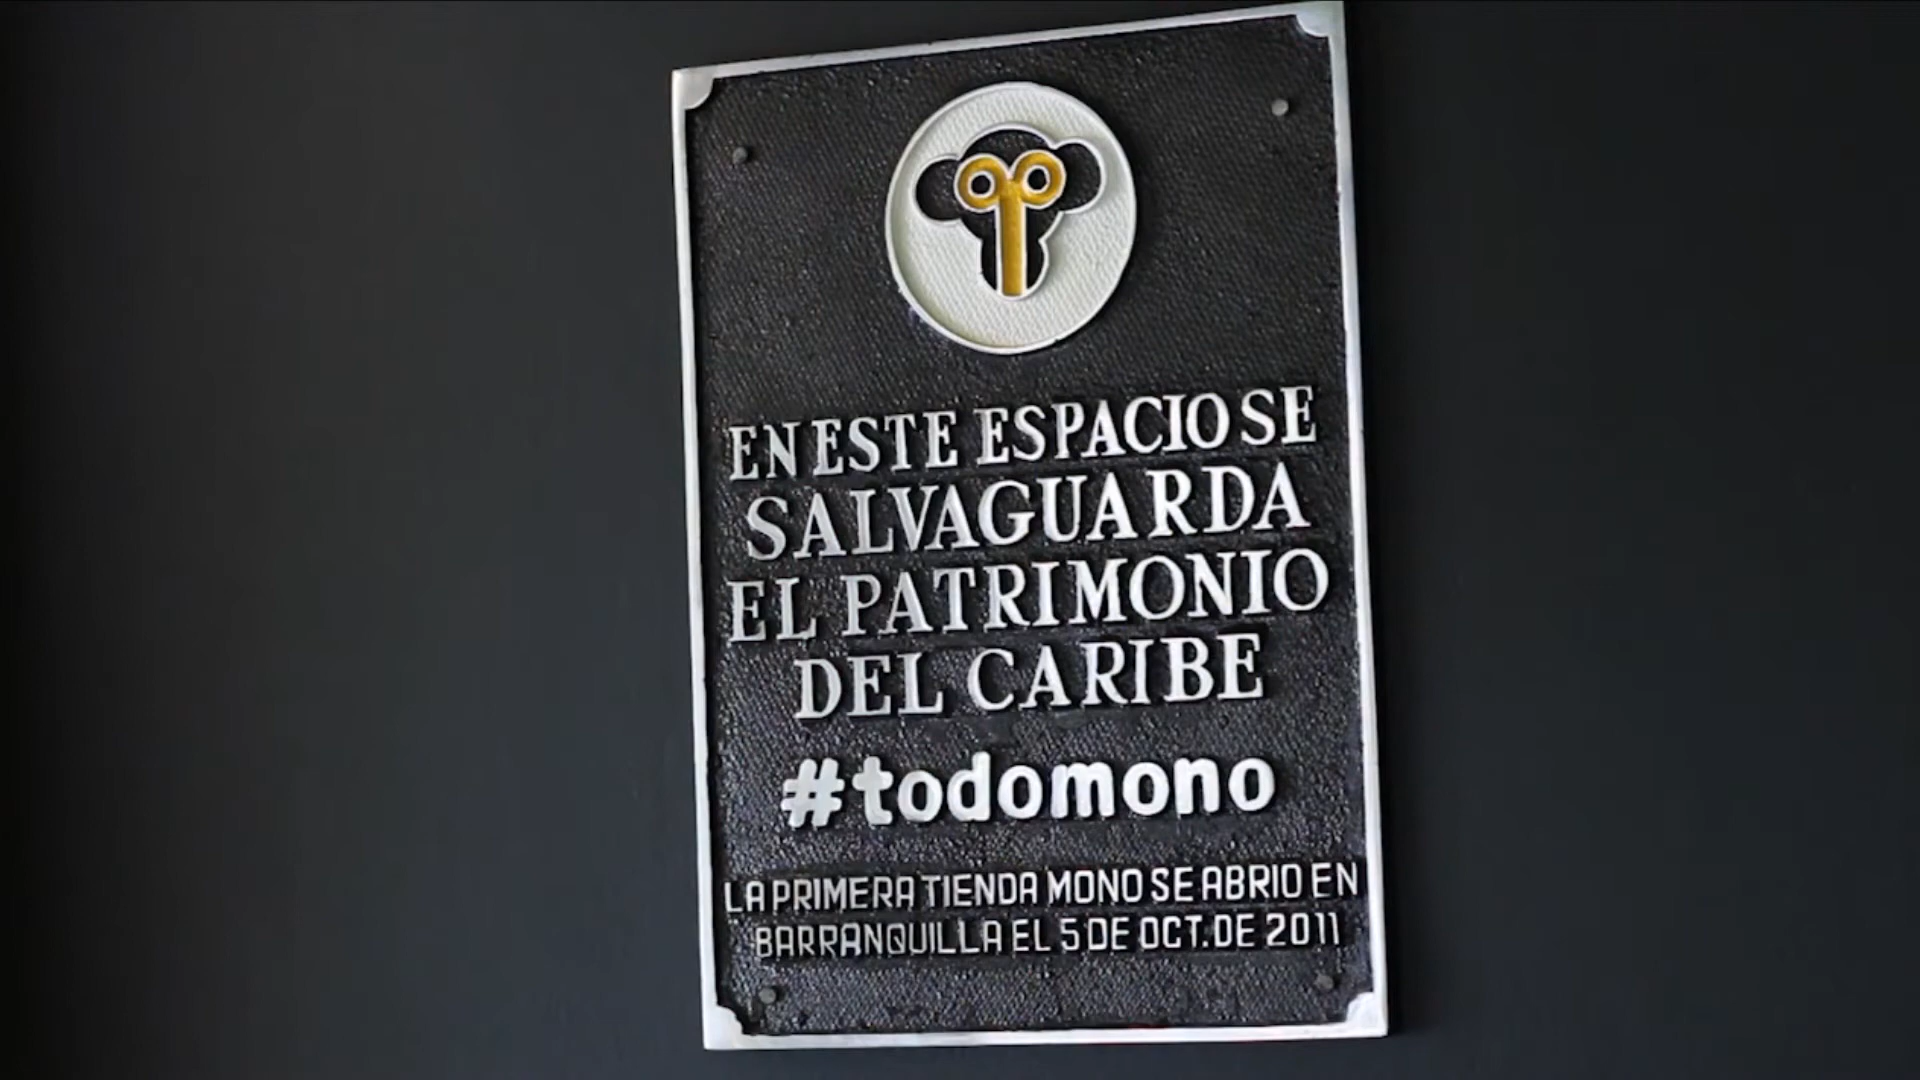 EN ESTE ESPACIO SE
SALVAGUARDA
EL PATRIMONIO
DEL CARIBE
#todomono
LA PRIMERA TIENDA MONO SE ABRIO EN
BARRANQUILLA EL 5 DE OCT. DE 2011